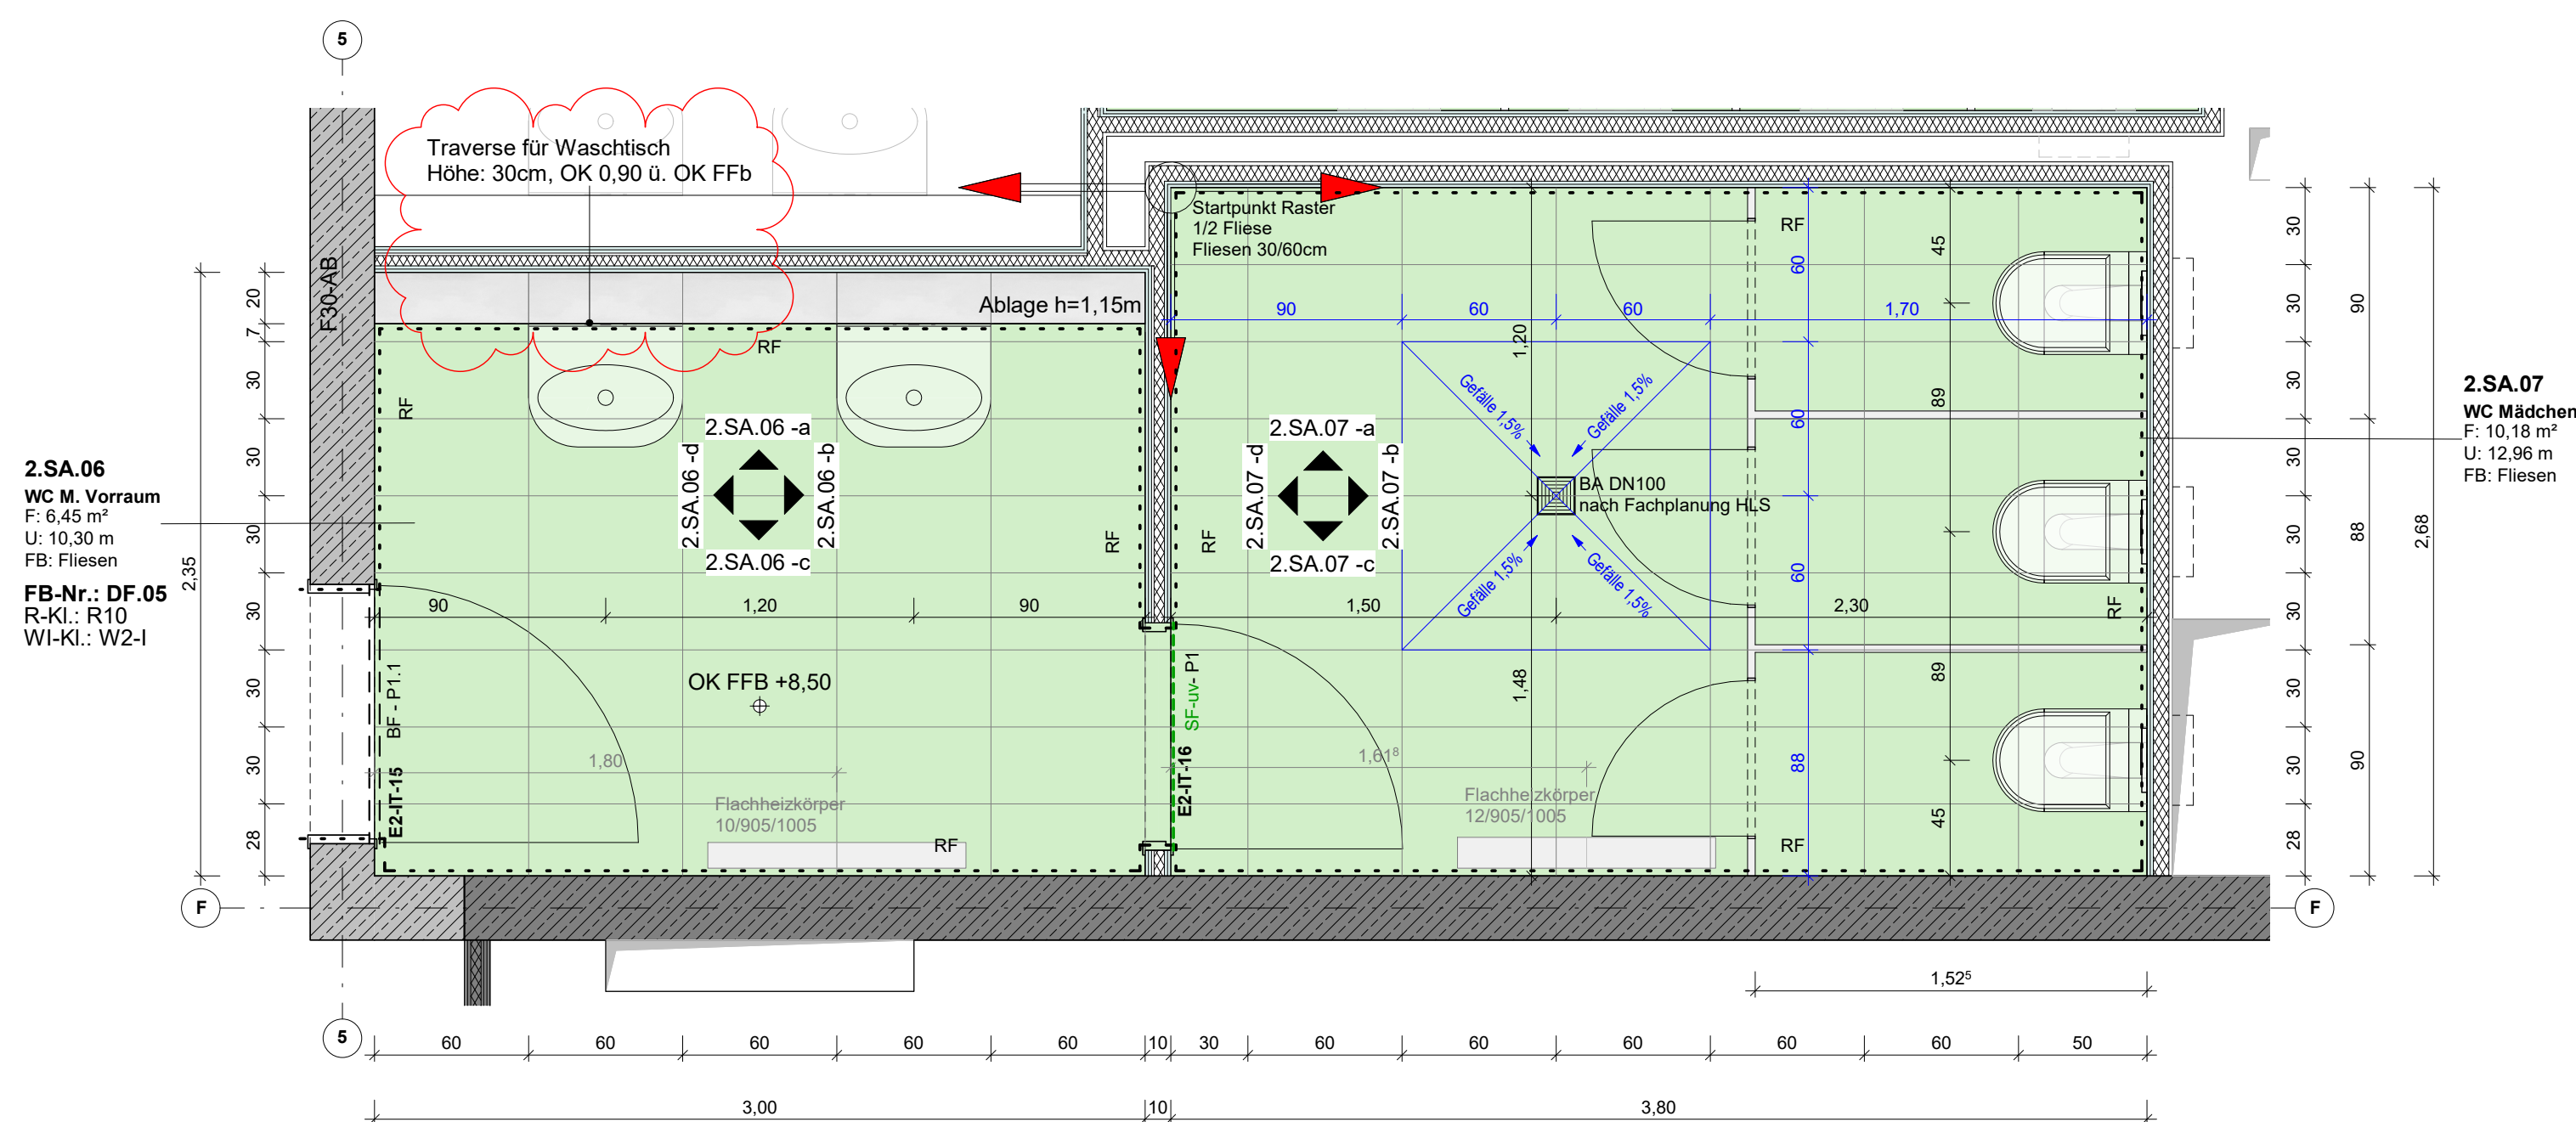 5
Traverse für Waschtisch
Höhe: 30cm, OK 0,90 ü. OK FFb
F30-AB
Ablage h=1,15m
Startpunkt Raster
1/2 Fliese
Fliesen 30/60cm
RF
RF
RF
RF
2.SA.06 -a
2.SA.06 -b
2.SA.06 -c
2.SA.06 -d
90
1,20
90
OK FFB +8,50
BF - P1.1
E2-IT-15
1,80
Flachheizkörper
10/905/1005
2.SA.06
WC M. Vorraum
F: 6,45 m²
U: 10,30 m
FB: Fliesen
FB-Nr.: DF.05
R-Kl.: R10
WI-Kl.: W2-I
2,35
20
7
30
30
30
30
30
30
28
RF
RF
RF
RF
90
60
60
1,70
1,20
60
60
60
88
45
89
89
45
Gefälle 1,5%
Gefälle 1,5%
Gefälle 1,5%
Gefälle 1,5%
BA DN100
nach Fachplanung HLS
2.SA.07 -a
2.SA.07 -b
2.SA.07 -c
2.SA.07 -d
1,50
2,30
1,48
SF-uv- P1
E2-IT-16
1,61⁸
Flachheizkörper
12/905/1005
30
30
30
30
30
30
30
30
28
90
88
90
2,68
2.SA.07
WC Mädchen
F: 10,18 m²
U: 12,96 m
FB: Fliesen
F
F
1,52⁵
5
60
60
60
60
60
10
30
60
60
60
60
60
50
3,00
10
3,80